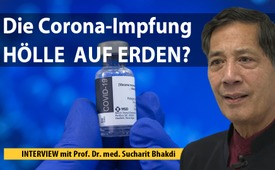 Die Corona-Impfung
HÖLLE AUF ERDEN?
COVID-19
INTERVIEW mit Prof. Dr. med. Sucharit Bhakdi